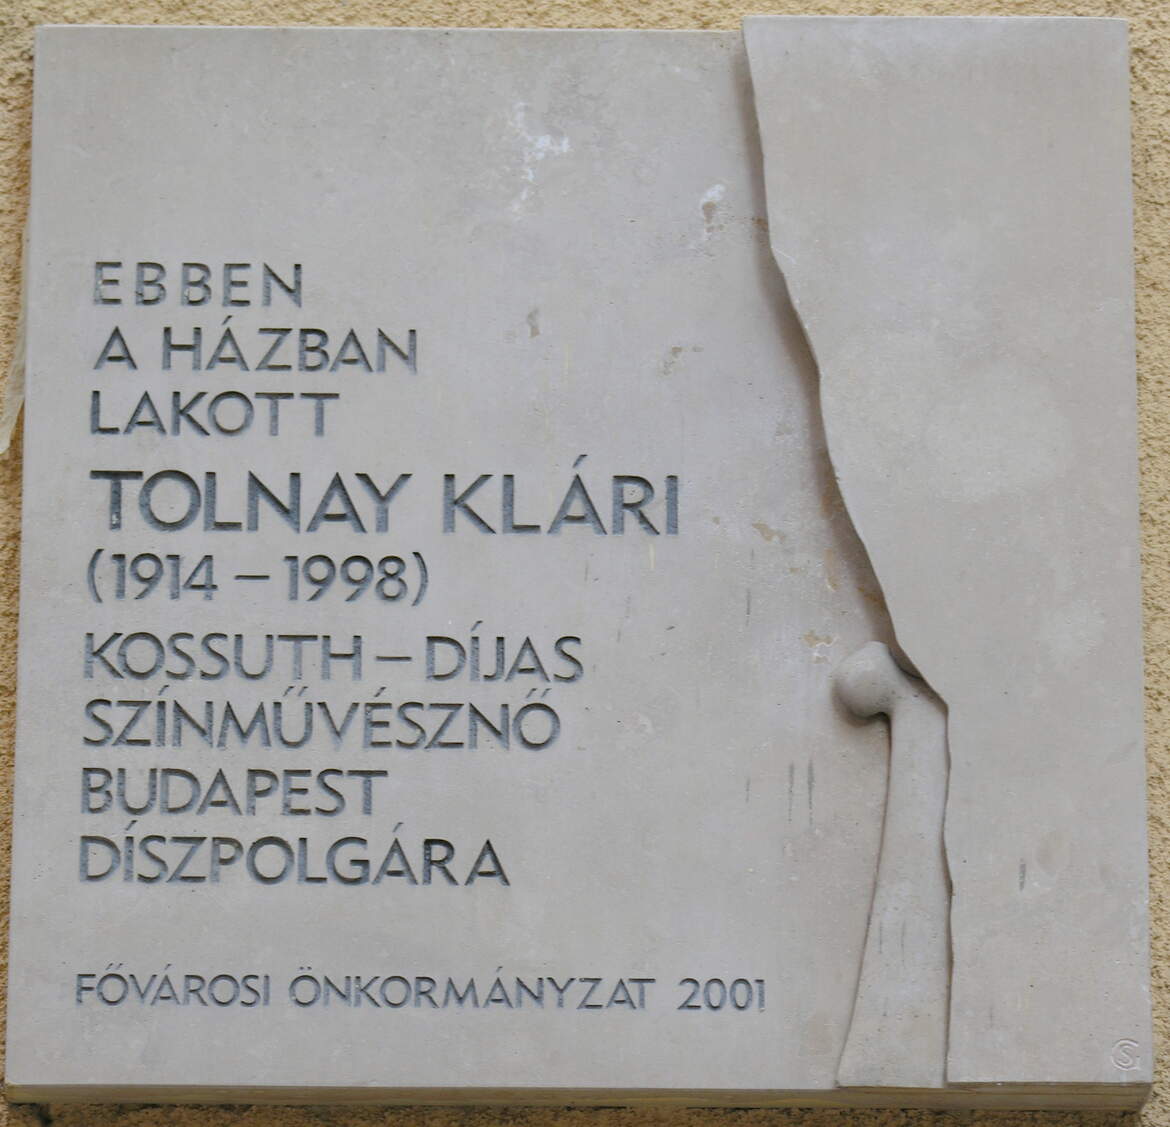 EBBEN
A HÁZBAN
LAKOTT
TOLNAY KLÁRI
(1914 – 1998)
KOSSUTH – DÍJAS
SZÍNMŰVÉSZNŐ
BUDAPEST
DÍSZPOLGÁRA
FŐVÁROSI ÖNKORMÁNYZAT 2001